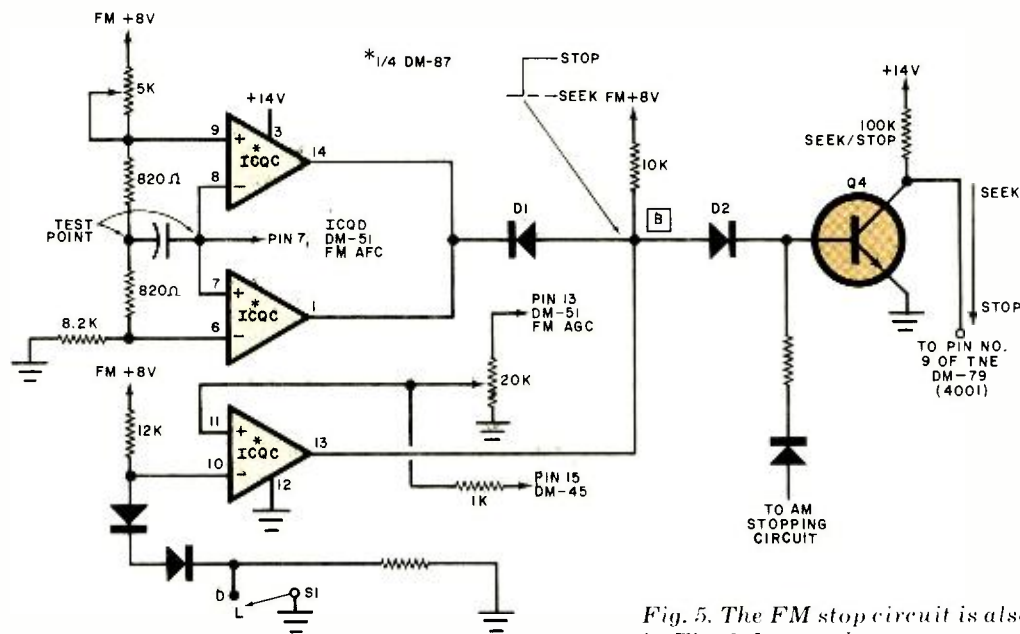 FM +8V
*1/4 DM-87
5K
+14V
3
9
+
*
ICQC
14
8
-
820Ω
TEST
POINT
PIN 7,
ICQD
DM-51
FM AFC
820Ω
7
+
*
ICQC
1
6
-
8.2K
FM +8V
12K
11
+
*
ICQC
13
10
-
12
PIN 13
DM-51
FM AGC
20K
1K
PIN 15
DM-45
D
L
S1
STOP
SEEK
FM+8V
10K
D1
B
D2
+14V
100K
SEEK/STOP
Q4
SEEK
STOP
TO PIN NO.
9 OF TNE
DM-79
(4001)
TO AM
STOPPING
CIRCUIT
Fig. 5. The FM stop circuit is also